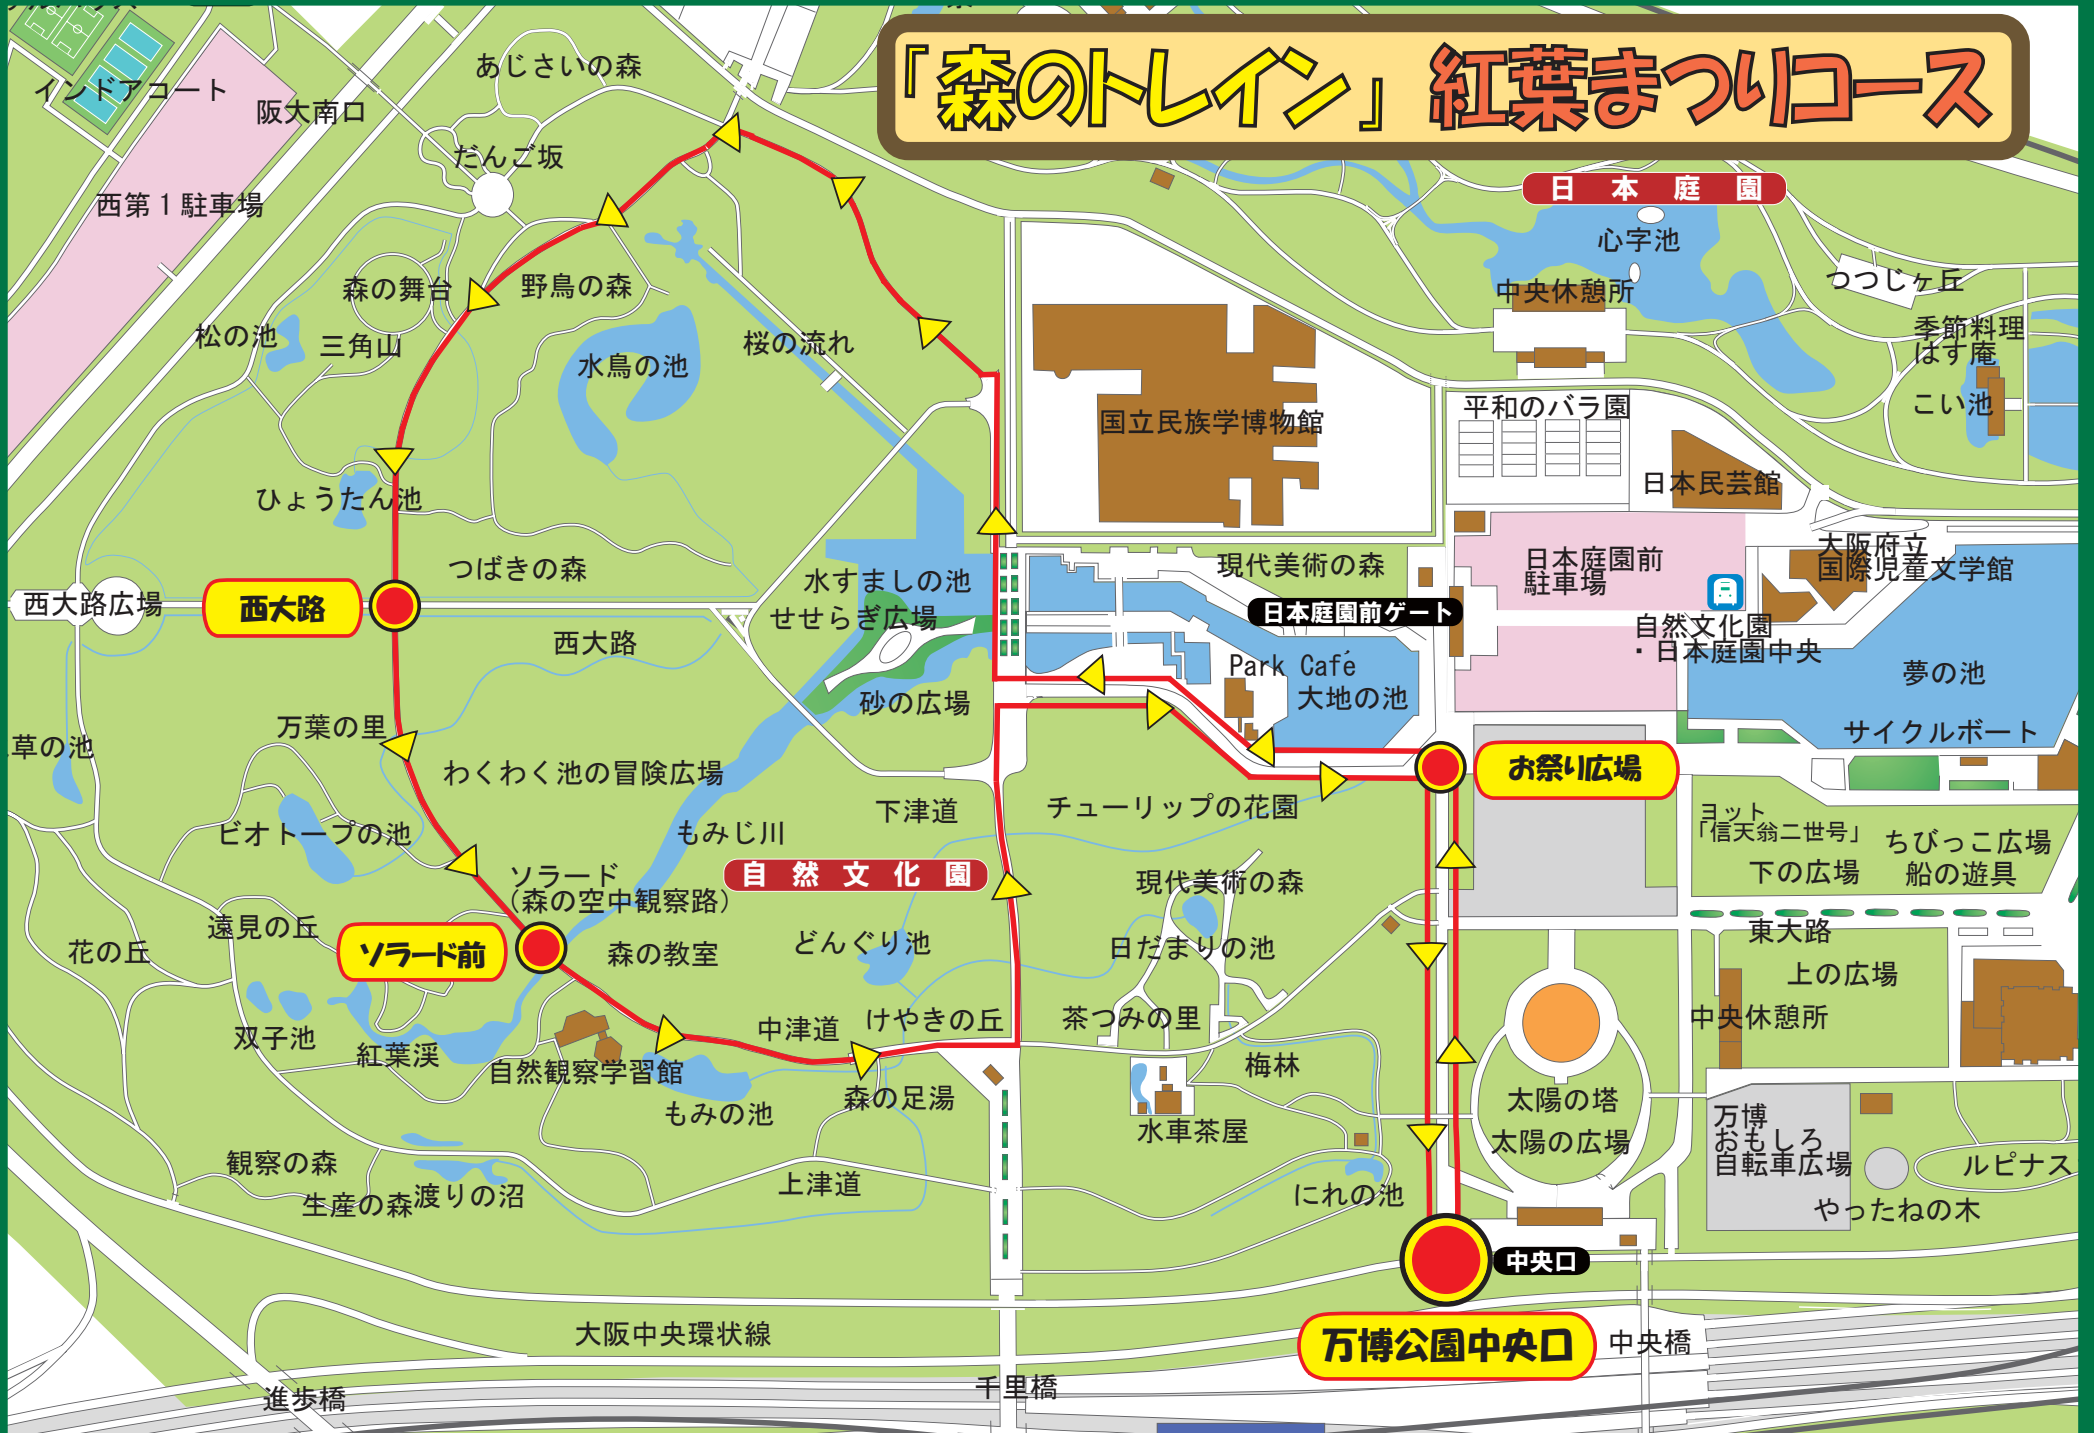 「森のトレイン」紅葉まつりコース
あじさいの森
インドアコート
阪大南口
だんご坂
西第1駐車場
日本庭園
心字池
森の舞台
野鳥の森
中央休憩所
つつじヶ丘
松の池
三角山
桜の流れ
水鳥の池
季節料理
はす庵
こい池
国立民族学博物館
平和のバラ園
日本民芸館
ひょうたん池
つばきの森
水すましの池
せせらぎ広場
現代美術の森
日本庭園前
駐車場
大阪府立
国際児童文学館
西大路広場
西大路
西大路
日本庭園前ゲート
自然文化園
・日本庭園中央
Park Café
大地の池
夢の池
砂の広場
万葉の里
草の池
わくわく池の冒険広場
サイクルボート
お祭り広場
下津道
チューリップの花園
ビオトープの池
もみじ川
ヨット
「信天翁二世号」
ちびっこ広場
船の遊具
下の広場
ソラード
(森の空中観察路)
自然文化園
現代美術の森
遠見の丘
花の丘
ソラード前
森の教室
どんぐり池
日だまりの池
東大路
上の広場
双子池
紅葉渓
中津道
けやきの丘
茶つみの里
中央休憩所
自然観察学習館
もみの池
森の足湯
梅林
水車茶屋
太陽の塔
太陽の広場
万博
おもしろ
自転車広場
観察の森
生産の森
渡りの沼
上津道
にれの池
ルピナス
やったねの木
中央口
万博公園中央口
中央橋
大阪中央環状線
進歩橋
千里橋